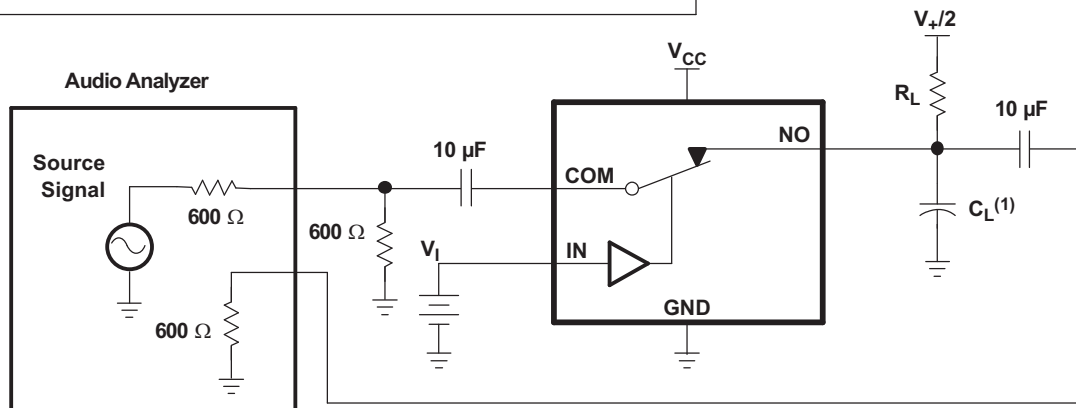 V+/2
VCC
Audio Analyzer
RL
10 µF
NO
10 µF
Source
Signal
COM
600 Ω
CL(1)
600 Ω
VI
IN
GND
600 Ω